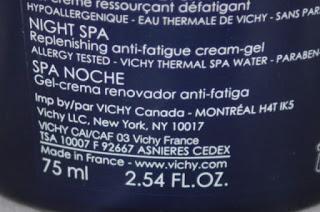 crème ressourçant défatigant
HYPOALLERGENIQUE - EAU THERMALE DE VICHY - SANS PAR
NIGHT SPA
Replenishing anti-fatigue cream-gel
ALLERGY TESTED - VICHY THERMAL SPA WATER - PARABEN-
SPA NOCHE
Gel-crema renovador anti-fatiga
Imp by/par VICHY Canada - MONTRÉAL H4T IK5
Vichy LLC, New York, NY 10017
VICHY CAI/CAF 03 Vichy France
TSA 10007 F 92667 ASNIERES CEDEX
Made in France - www.vichy.com
75 ml 2.54 FL.OZ.